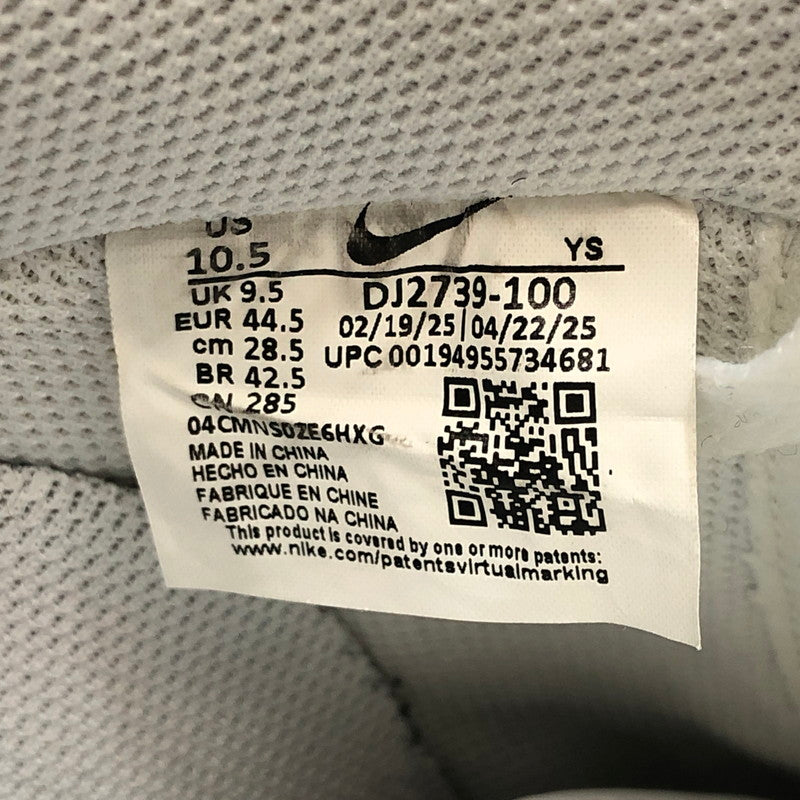 US
10.5
YS
UK 9.5
DJ2739-100
EUR 44.5
02/19/25|04/22/25
cm 28.5
UPC 00194955734681
BR 42.5
CN 285
04CMNS0ZE6HXG
MADE IN CHINA
HECHO EN CHINA
FABRIQUE EN CHINE
FABRICADO NA CHINA
This product is covered by one or more patents:
www.nike.com/patentsvirtualmarking